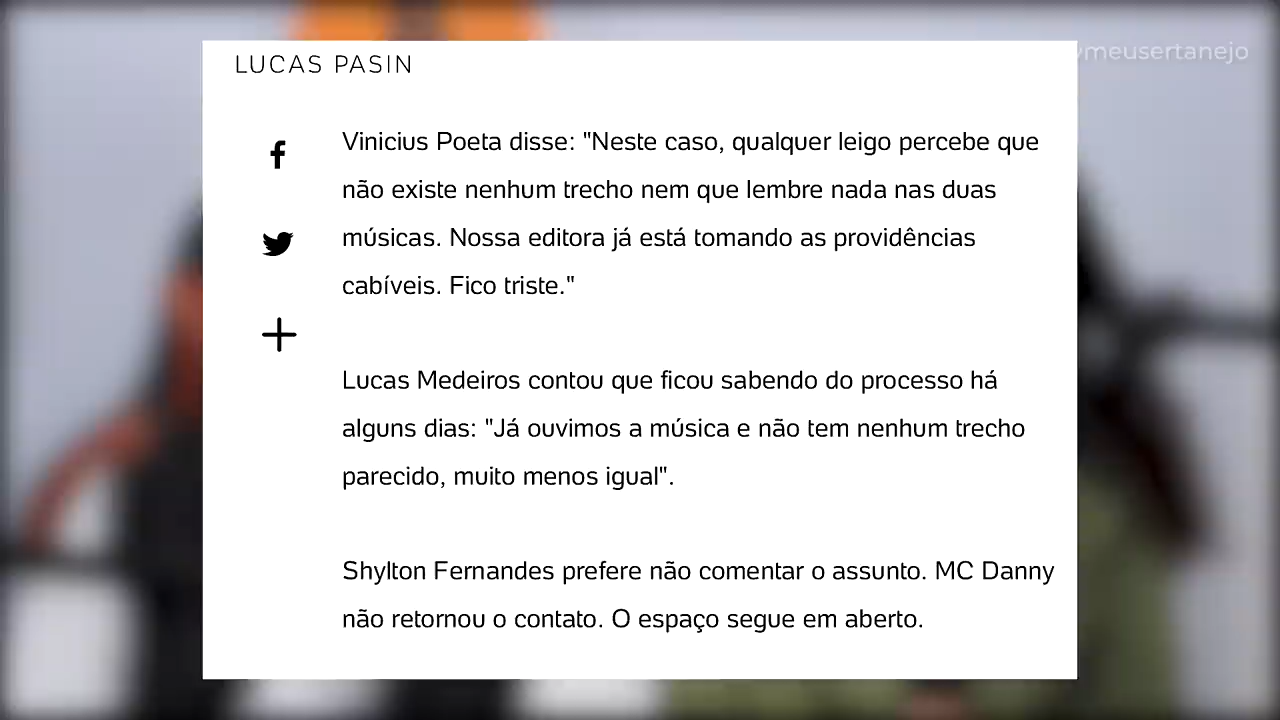 LUCAS PASIN
meusertanejo
Vinicius Poeta disse: "Neste caso, qualquer leigo percebe que
não existe nenhum trecho nem que lembre nada nas duas
músicas. Nossa editora já está tomando as providências
cabíveis. Fico triste."
Lucas Medeiros contou que ficou sabendo do processo há
alguns dias: "Já ouvimos a música e não tem nenhum trecho
parecido, muito menos igual".
Shylton Fernandes prefere não comentar o assunto. MC Danny
não retornou o contato. O espaço segue em aberto.